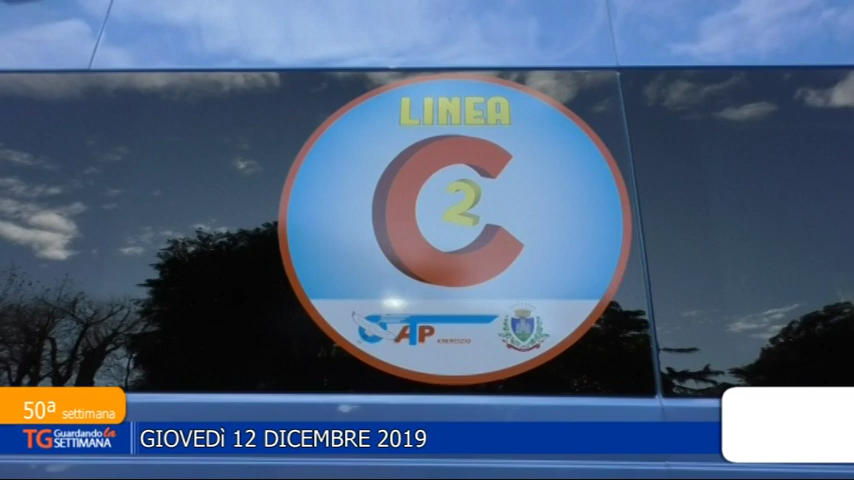 LINEA
C
2
ATP
50ª settimana
TG Guardando la
SETTIMANA
GIOVEDì 12 DICEMBRE 2019